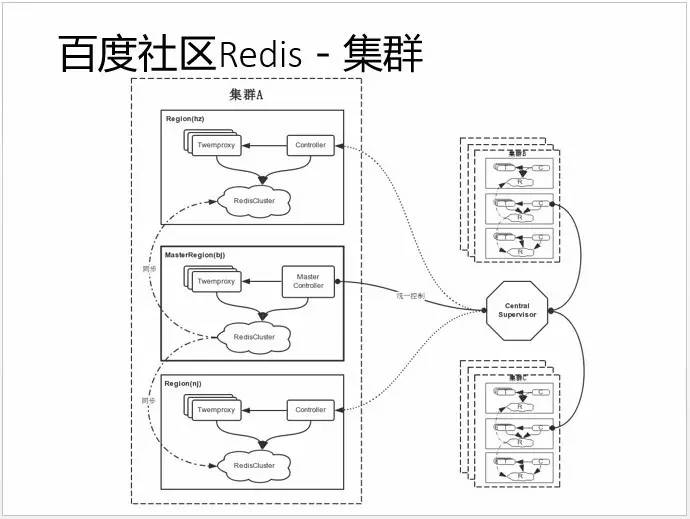 百度社区Redis - 集群
集群A
Region(hz)
Twemproxy
Controller
RedisCluster
同步
MasterRegion(bj)
Twemproxy
Master
Controller
RedisCluster
同步
Region(nj)
Twemproxy
Controller
RedisCluster
统一控制
集群B
T
C
R
T
C
R
T
C
R
Central
Supervisor
集群C
T
C
R
T
C
R
T
C
R